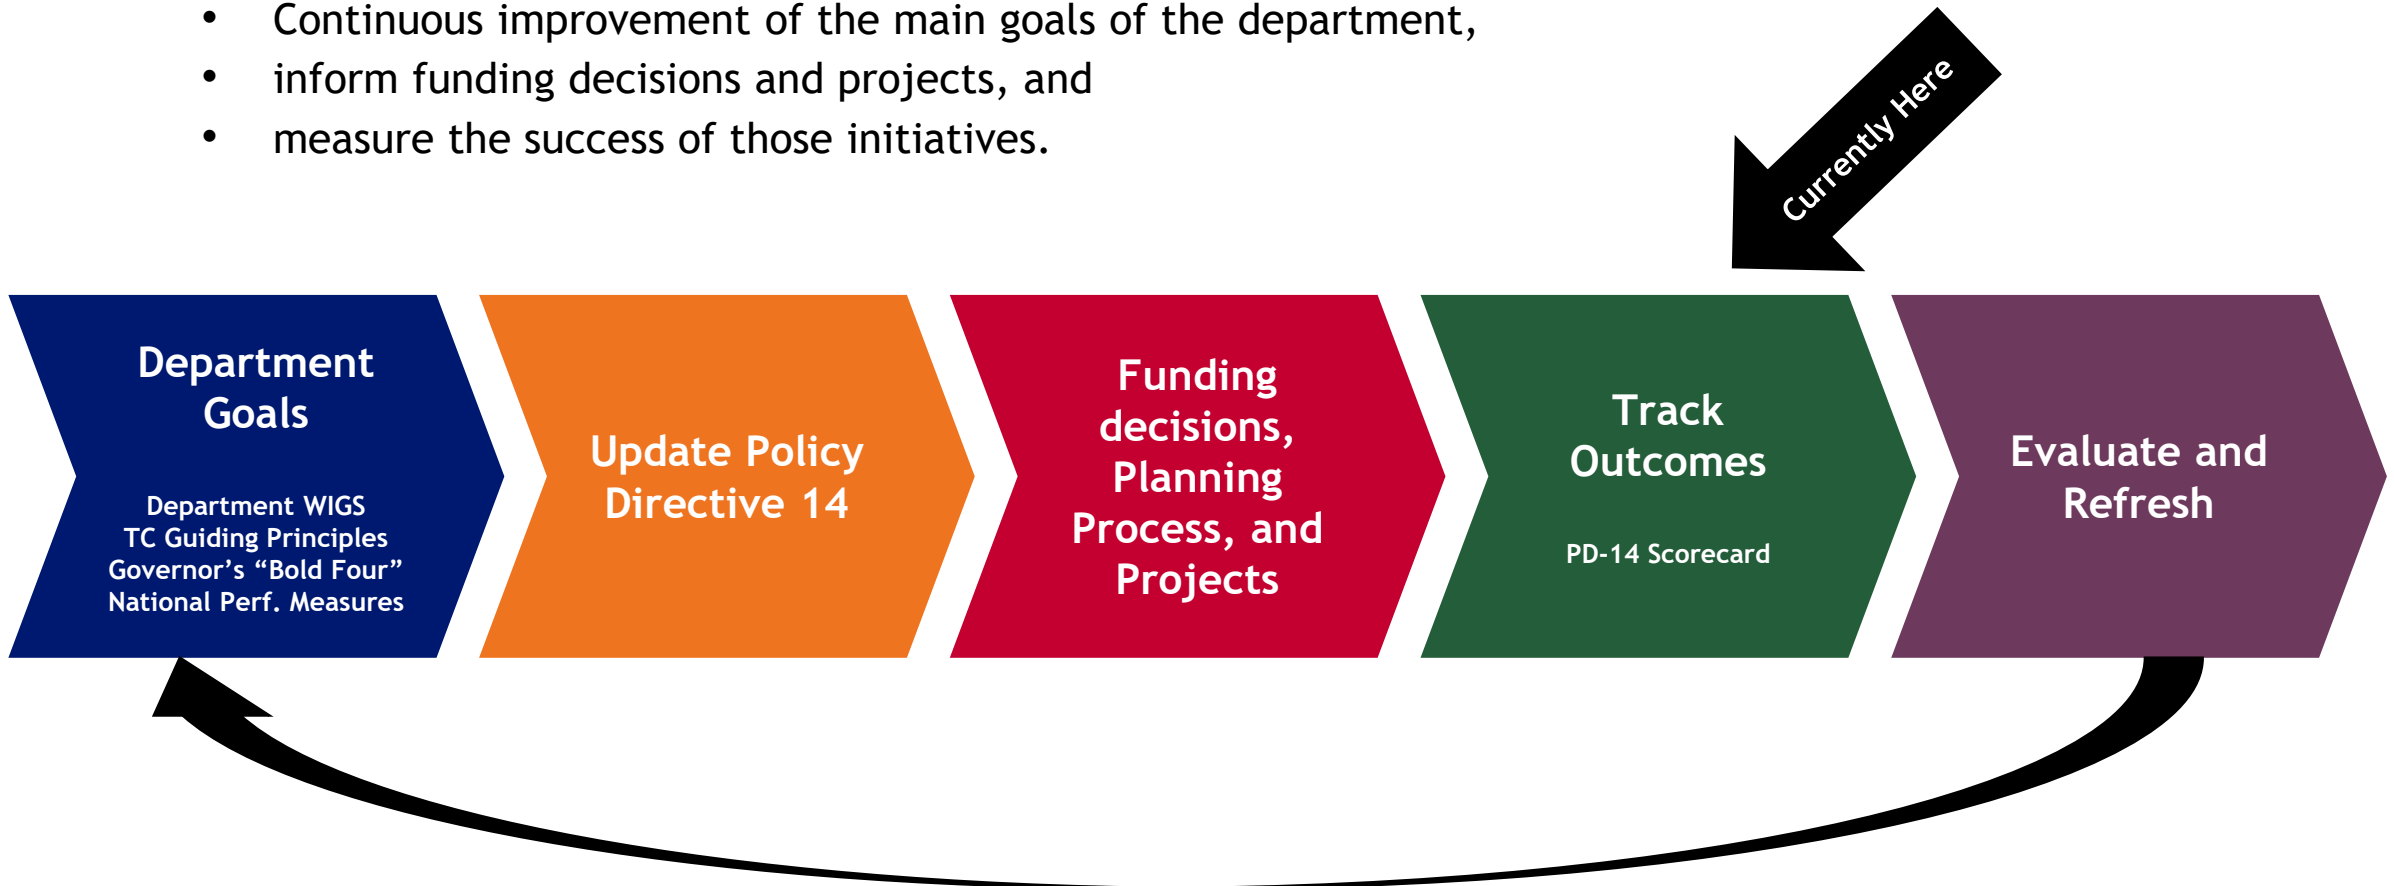 • Continuous improvement of the main goals of the department,
• inform funding decisions and projects, and
• measure the success of those initiatives.
Currently Here
Department
Goals
Department WIGS
TC Guiding Principles
Governor’s “Bold Four”
National Perf. Measures
Update Policy
Directive 14
Funding
decisions,
Planning
Process, and
Projects
Track
Outcomes
PD-14 Scorecard
Evaluate and
Refresh